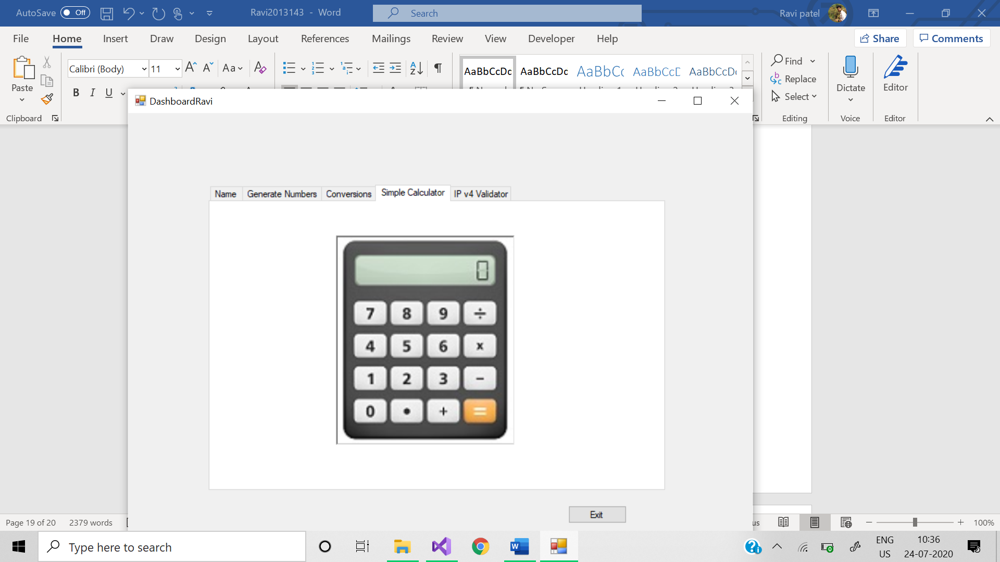 AutoSave Off Ravi2013143 - Word Search Ravi patel
File Home Insert Draw Design Layout References Mailings Review View Developer Help Share Comments
Calibri (Body) 11 Aa AaBbCcDc AaBbCcDc AaBbCc AaBbCcD AaBbCcD Find
Replace
Paste Select Dictate Editor
B I U
Clipboard Editing Voice Editor
DashboardRavi
Name Generate Numbers Conversions Simple Calculator IP v4 Validator
0
7 8 9 ÷
4 5 6 x
1 2 3 −
0 • + =
Exit
Page 19 of 20 2379 words us 100%
Type here to search ENG 10:36
US 24-07-2020